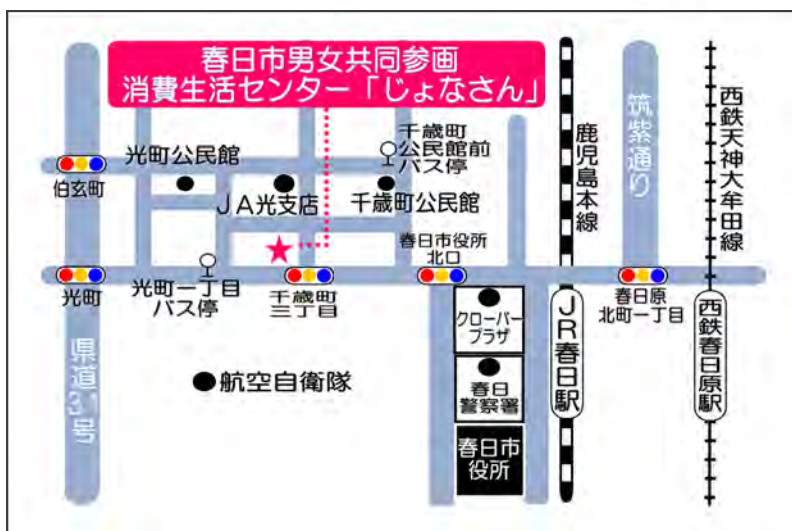 春日市男女共同参画
消費生活センター「じょなさん」
千歳町
公民館前
バス停
光町公民館
伯玄町
JA光支店
千歳町公民館
鹿児島本線
筑紫通り
西鉄天神大牟田線
春日市役所
北口
光町
光町一丁目
バス停
千歳町
三丁目
春日原
北町一丁目
クローバー
プラザ
JR春日駅
西鉄春日原駅
県道31号
航空自衛隊
春日
警察署
春日市
役所